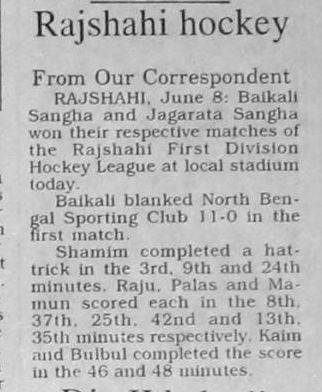 Rajshahi hockey
From Our Correspondent
RAJSHAHI, June 8: Baikali
Sangha and Jagarata Sangha
won their respective matches of
the Rajshahi First Division
Hockey League at local stadium
today.
Baikali blanked North Ben-
gal Sporting Club 11-0 in the
first match.
Shamim completed a hat-
trick in the 3rd, 9th and 24th
minutes. Raju, Palas and Ma-
mun scored each in the 8th,
37th, 25th, 42nd and 13th,
35th minutes respectively. Kaim
and Bulbul completed the score
in the 46 and 48 minutes.